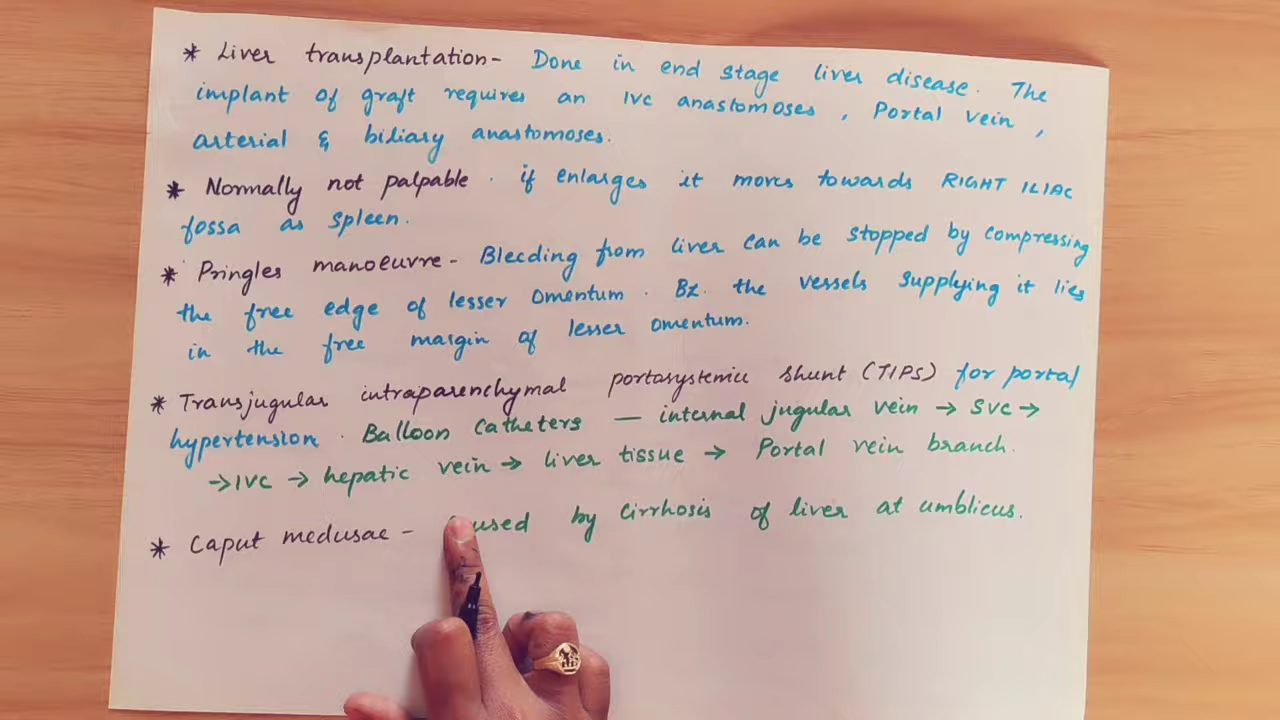 * Liver transplantation- Done in end stage liver disease. The
implant of graft requires an IVC anastomoses, Portal vein,
arterial & biliary anastomoses.
* Normally not palpable. if enlarges it moves towards RIGHT ILIAC
fossa as spleen.
* Pringles manoeuvre- Bleeding from liver can be stopped by compressing
the free edge of lesser omentum. Bz. the vessels supplying it lies
in the free margin of lesser omentum.
* Transjugular intraparenchymal portasystemic shunt (TIPS) for portal
hypertension. Balloon catheters — internal jugular vein → SVC →
→ IVC → hepatic vein → liver tissue → Portal vein branch.
* Caput medusae - used by cirrhosis of liver at umblicus.